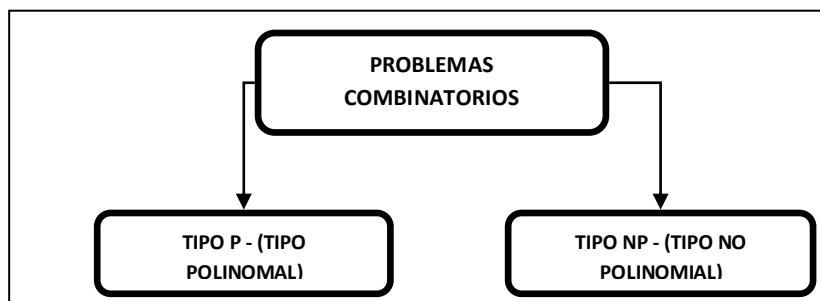 PROBLEMAS
COMBINATORIOS
TIPO P - (TIPO
POLINOMAL)
TIPO NP - (TIPO NO
POLINOMIAL)